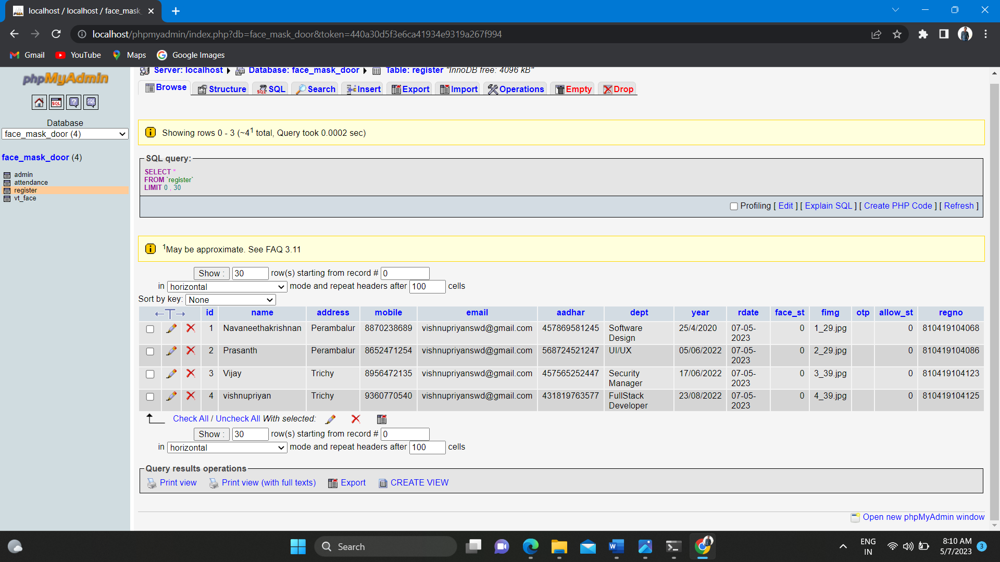 localhost / localhost / face_mask_
localhost/phpmyadmin/index.php?db=face_mask_door&token=440a30d5f3e6ca41934e9319a267f994
Gmail YouTube Maps Google Images
phpMyAdmin
SQL ? SQL
Database
face_mask_door (4)
face_mask_door (4)
admin
attendance
register
vt_face
Server: localhost Database: face_mask_door Table: register "InnoDB free: 4096 kB"
Browse Structure SQL Search Insert Export Import Operations Empty Drop
Showing rows 0 - 3 (~4¹ total, Query took 0.0002 sec)
SQL query:
SELECT *
FROM `register`
LIMIT 0 , 30
Profiling [ Edit ] [ Explain SQL ] [ Create PHP Code ] [ Refresh ]
¹May be approximate. See FAQ 3.11
Show : 30 row(s) starting from record # 0
in horizontal mode and repeat headers after 100 cells
Sort by key: None
←T→ id name address mobile email aadhar dept year rdate face_st fimg otp allow_st regno
1 Navaneethakrishnan Perambalur 8870238689 vishnupriyanswd@gmail.com 457869581245 Software Design 25/4/2020 07-05-2023 0 1_29.jpg 0 810419104068
2 Prasanth Perambalur 8652471254 vishnupriyanswd@gmail.com 568724521247 UI/UX 05/06/2022 07-05-2023 0 2_29.jpg 0 810419104086
3 Vijay Trichy 8956472135 vishnupriyanswd@gmail.com 457565252447 Security Manager 17/06/2022 07-05-2023 0 3_39.jpg 0 810419104123
4 vishnupriyan Trichy 9360770540 vishnupriyanswd@gmail.com 431819763577 FullStack Developer 23/08/2022 07-05-2023 0 4_39.jpg 0 810419104125
Check All / Uncheck All With selected:
Show : 30 row(s) starting from record # 0
in horizontal mode and repeat headers after 100 cells
Query results operations
Print view Print view (with full texts) Export CREATE VIEW
Open new phpMyAdmin window
Search
ENG
IN
8:10 AM
5/7/2023
3